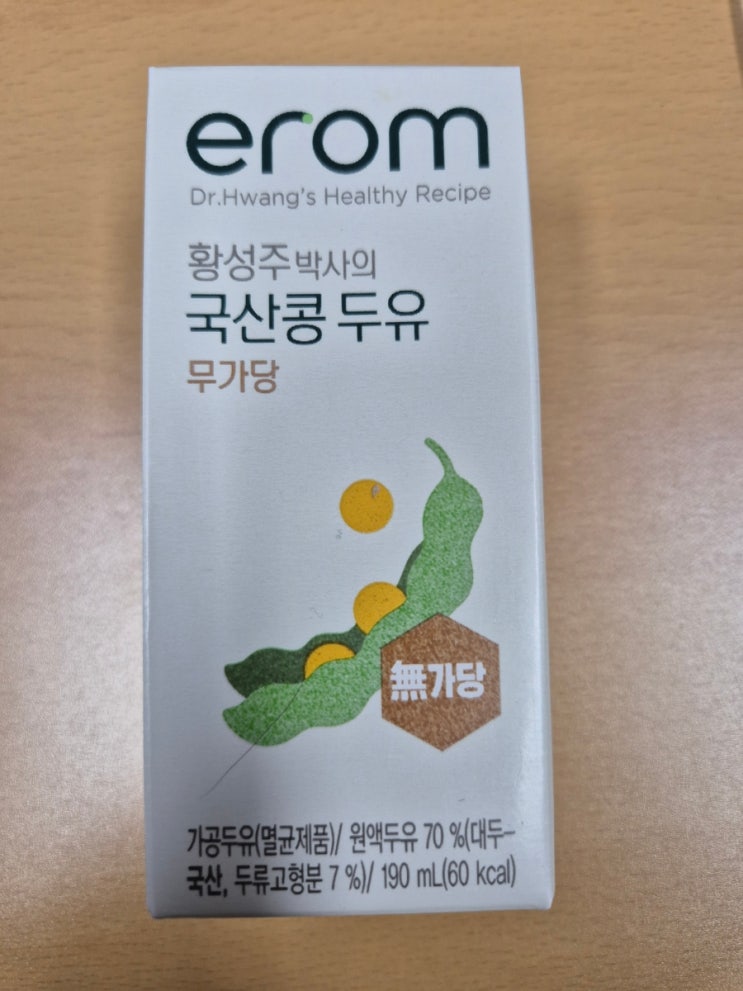 erom
Dr.Hwang's Healthy Recipe
황성주박사의
국산콩 두유
무가당
無가당
가공두유(멸균제품)/ 원액두유 70 %(대두–
국산, 두류고형분 7 %)/ 190 mL(60 kcal)